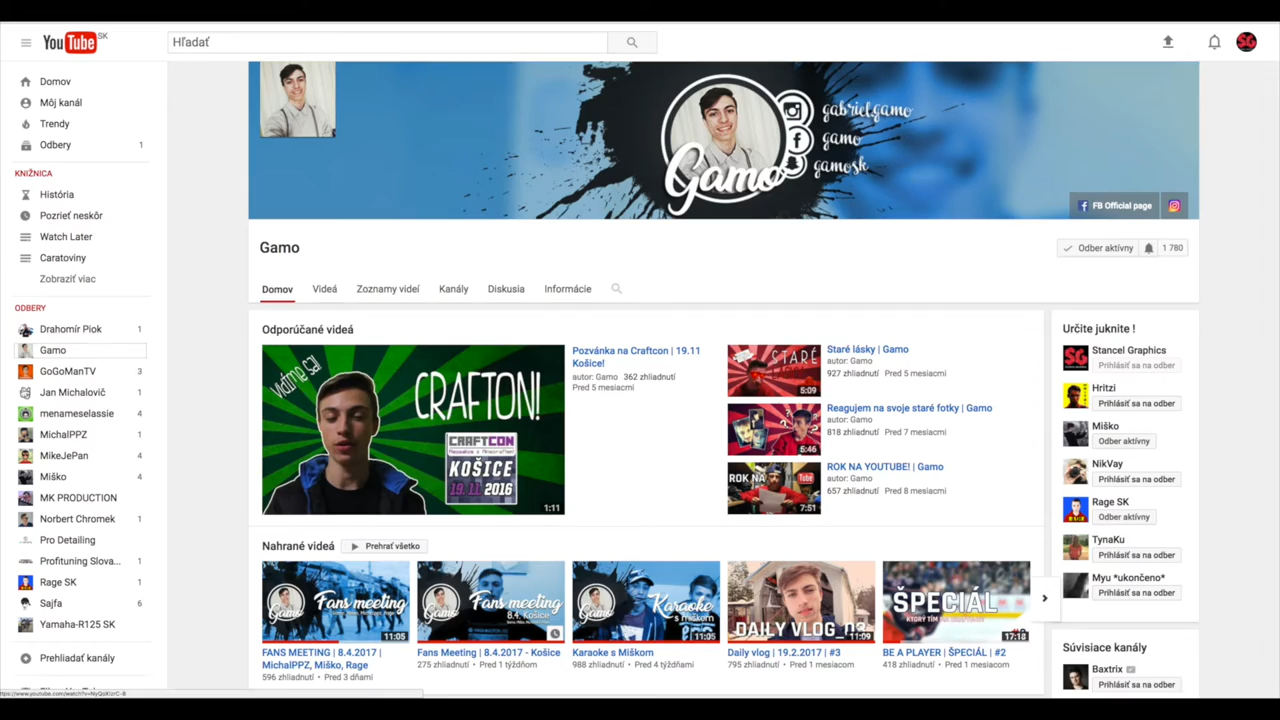 YouTube SK
Hľadať
Domov
Môj kanál
Trendy
Odbery 1
KNIŽNICA
História
Pozrieť neskôr
Watch Later
Caratoviny
Zobraziť viac
ODBERY
Drahomír Piok 1
Gamo
GoGoManTV 3
Jan Michalovič 1
menameselassie 4
MichalPPZ 1
MikeJePan 4
Miško 4
MK PRODUCTION
Norbert Chromek 1
Pro Detailing
Profituning Slova... 1
Rage SK 1
Sajfa 6
Yamaha-R125 SK
Prehliadať kanály
Gamo
gabriel.gamo
gamo
gamosk
FB Official page
Gamo
Odber aktívny 1 780
Domov Videá Zoznamy videí Kanály Diskusia Informácie
Odporúčané videá
CRAFTON!
CRAFTCON
KOŠICE
19.11 2016
1:11
Pozvánka na Craftcon | 19.11
Košice!
autor: Gamo 362 zhliadnutí
Pred 5 mesiacmi
STARÉ
5:09
Staré lásky | Gamo
autor: Gamo
927 zhliadnutí Pred 5 mesiacmi
5:46
Reagujem na svoje staré fotky | Gamo
autor: Gamo
818 zhliadnutí Pred 7 mesiacmi
ROK NA
7:51
ROK NA YOUTUBE! | Gamo
autor: Gamo
657 zhliadnutí Pred 8 mesiacmi
Nahrané videá Prehrať všetko
Gamo Fans meeting
11:05
FANS MEETING | 8.4.2017 |
MichalPPZ, Miško, Rage
596 zhliadnutí • Pred 3 dňami
Gamo Fans meeting
8.4. Košice
Fans Meeting | 8.4.2017 - Košice
275 zhliadnutí • Pred 1 týždňom
Gamo Karaoke
s miškom
11:05
Karaoke s Miškom
988 zhliadnutí • Pred 4 týždňami
DAILY VLOG_03
11:09
Daily vlog | 19.2.2017 | #3
795 zhliadnutí • Pred 1 mesiacom
ŠPECIÁL
17:18
BE A PLAYER | ŠPECIÁL | #2
418 zhliadnutí • Pred 1 mesiacom
Určite juknite !
SG
Stancel Graphics
Prihlásiť sa na odber
Hritzi
Prihlásiť sa na odber
Miško
Odber aktívny
NikVay
Prihlásiť sa na odber
Rage SK
Odber aktívny
TynaKu
Prihlásiť sa na odber
Myu *ukončeno*
Prihlásiť sa na odber
Súvisiace kanály
Baxtrix
Prihlásiť sa na odber